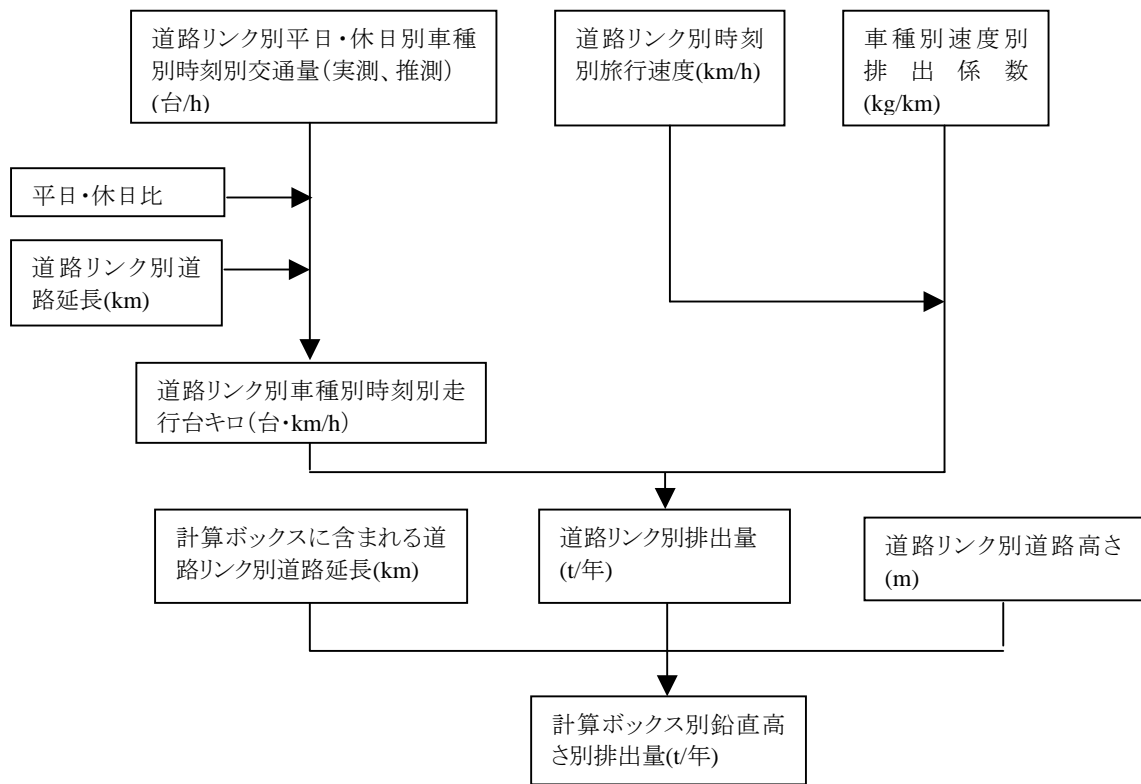 道路リンク別平日・休日別車種
別時刻別交通量(実測、推測)
(台/h)
道路リンク別時刻
別旅行速度(km/h)
車種別速度別
排出係数
(kg/km)
平日・休日比
道路リンク別道
路延長(km)
道路リンク別車種別時刻別走
行台キロ(台・km/h)
計算ボックスに含まれる道
路リンク別道路延長(km)
道路リンク別排出量
(t/年)
道路リンク別道路高さ
(m)
計算ボックス別鉛直高
さ別排出量(t/年)